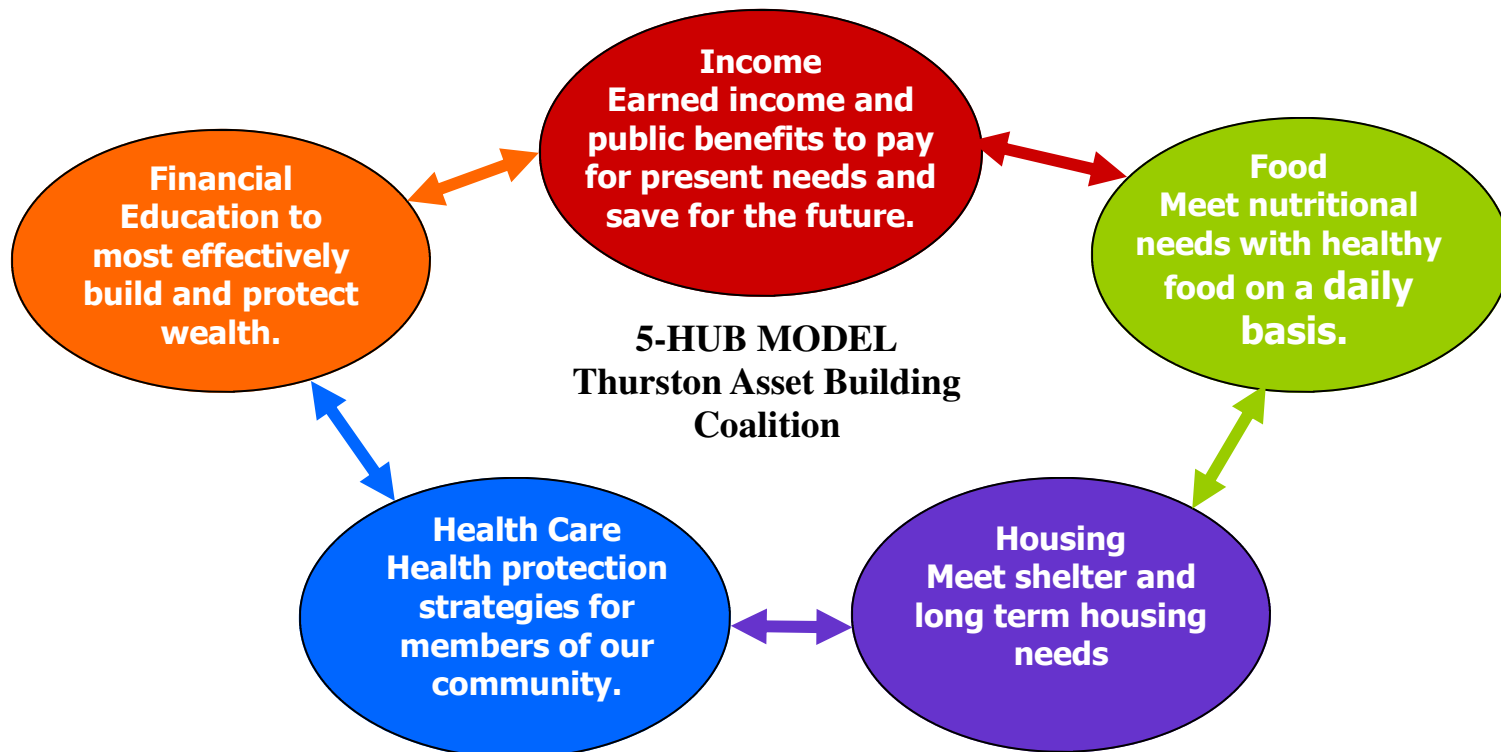 Income
Earned income and
public benefits to pay
for present needs and
save for the future.
Financial
Education to
most effectively
build and protect
wealth.
Food
Meet nutritional
needs with healthy
food on a daily
basis.
5-HUB MODEL
Thurston Asset Building
Coalition
Health Care
Health protection
strategies for
members of our
community.
Housing
Meet shelter and
long term housing
needs